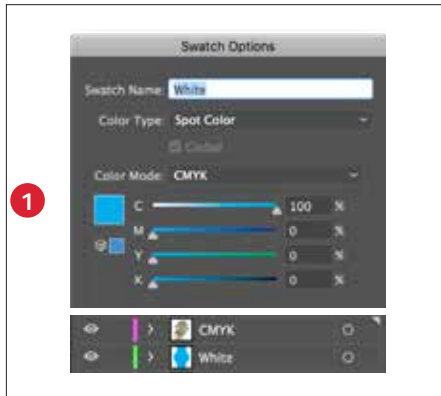 Swatch Options
Swatch Name: White
Color Type: Spot Color
Global
Color Mode: CMYK
1
C 100 %
M 0 %
Y 0 %
K 0 %
CMYK
White